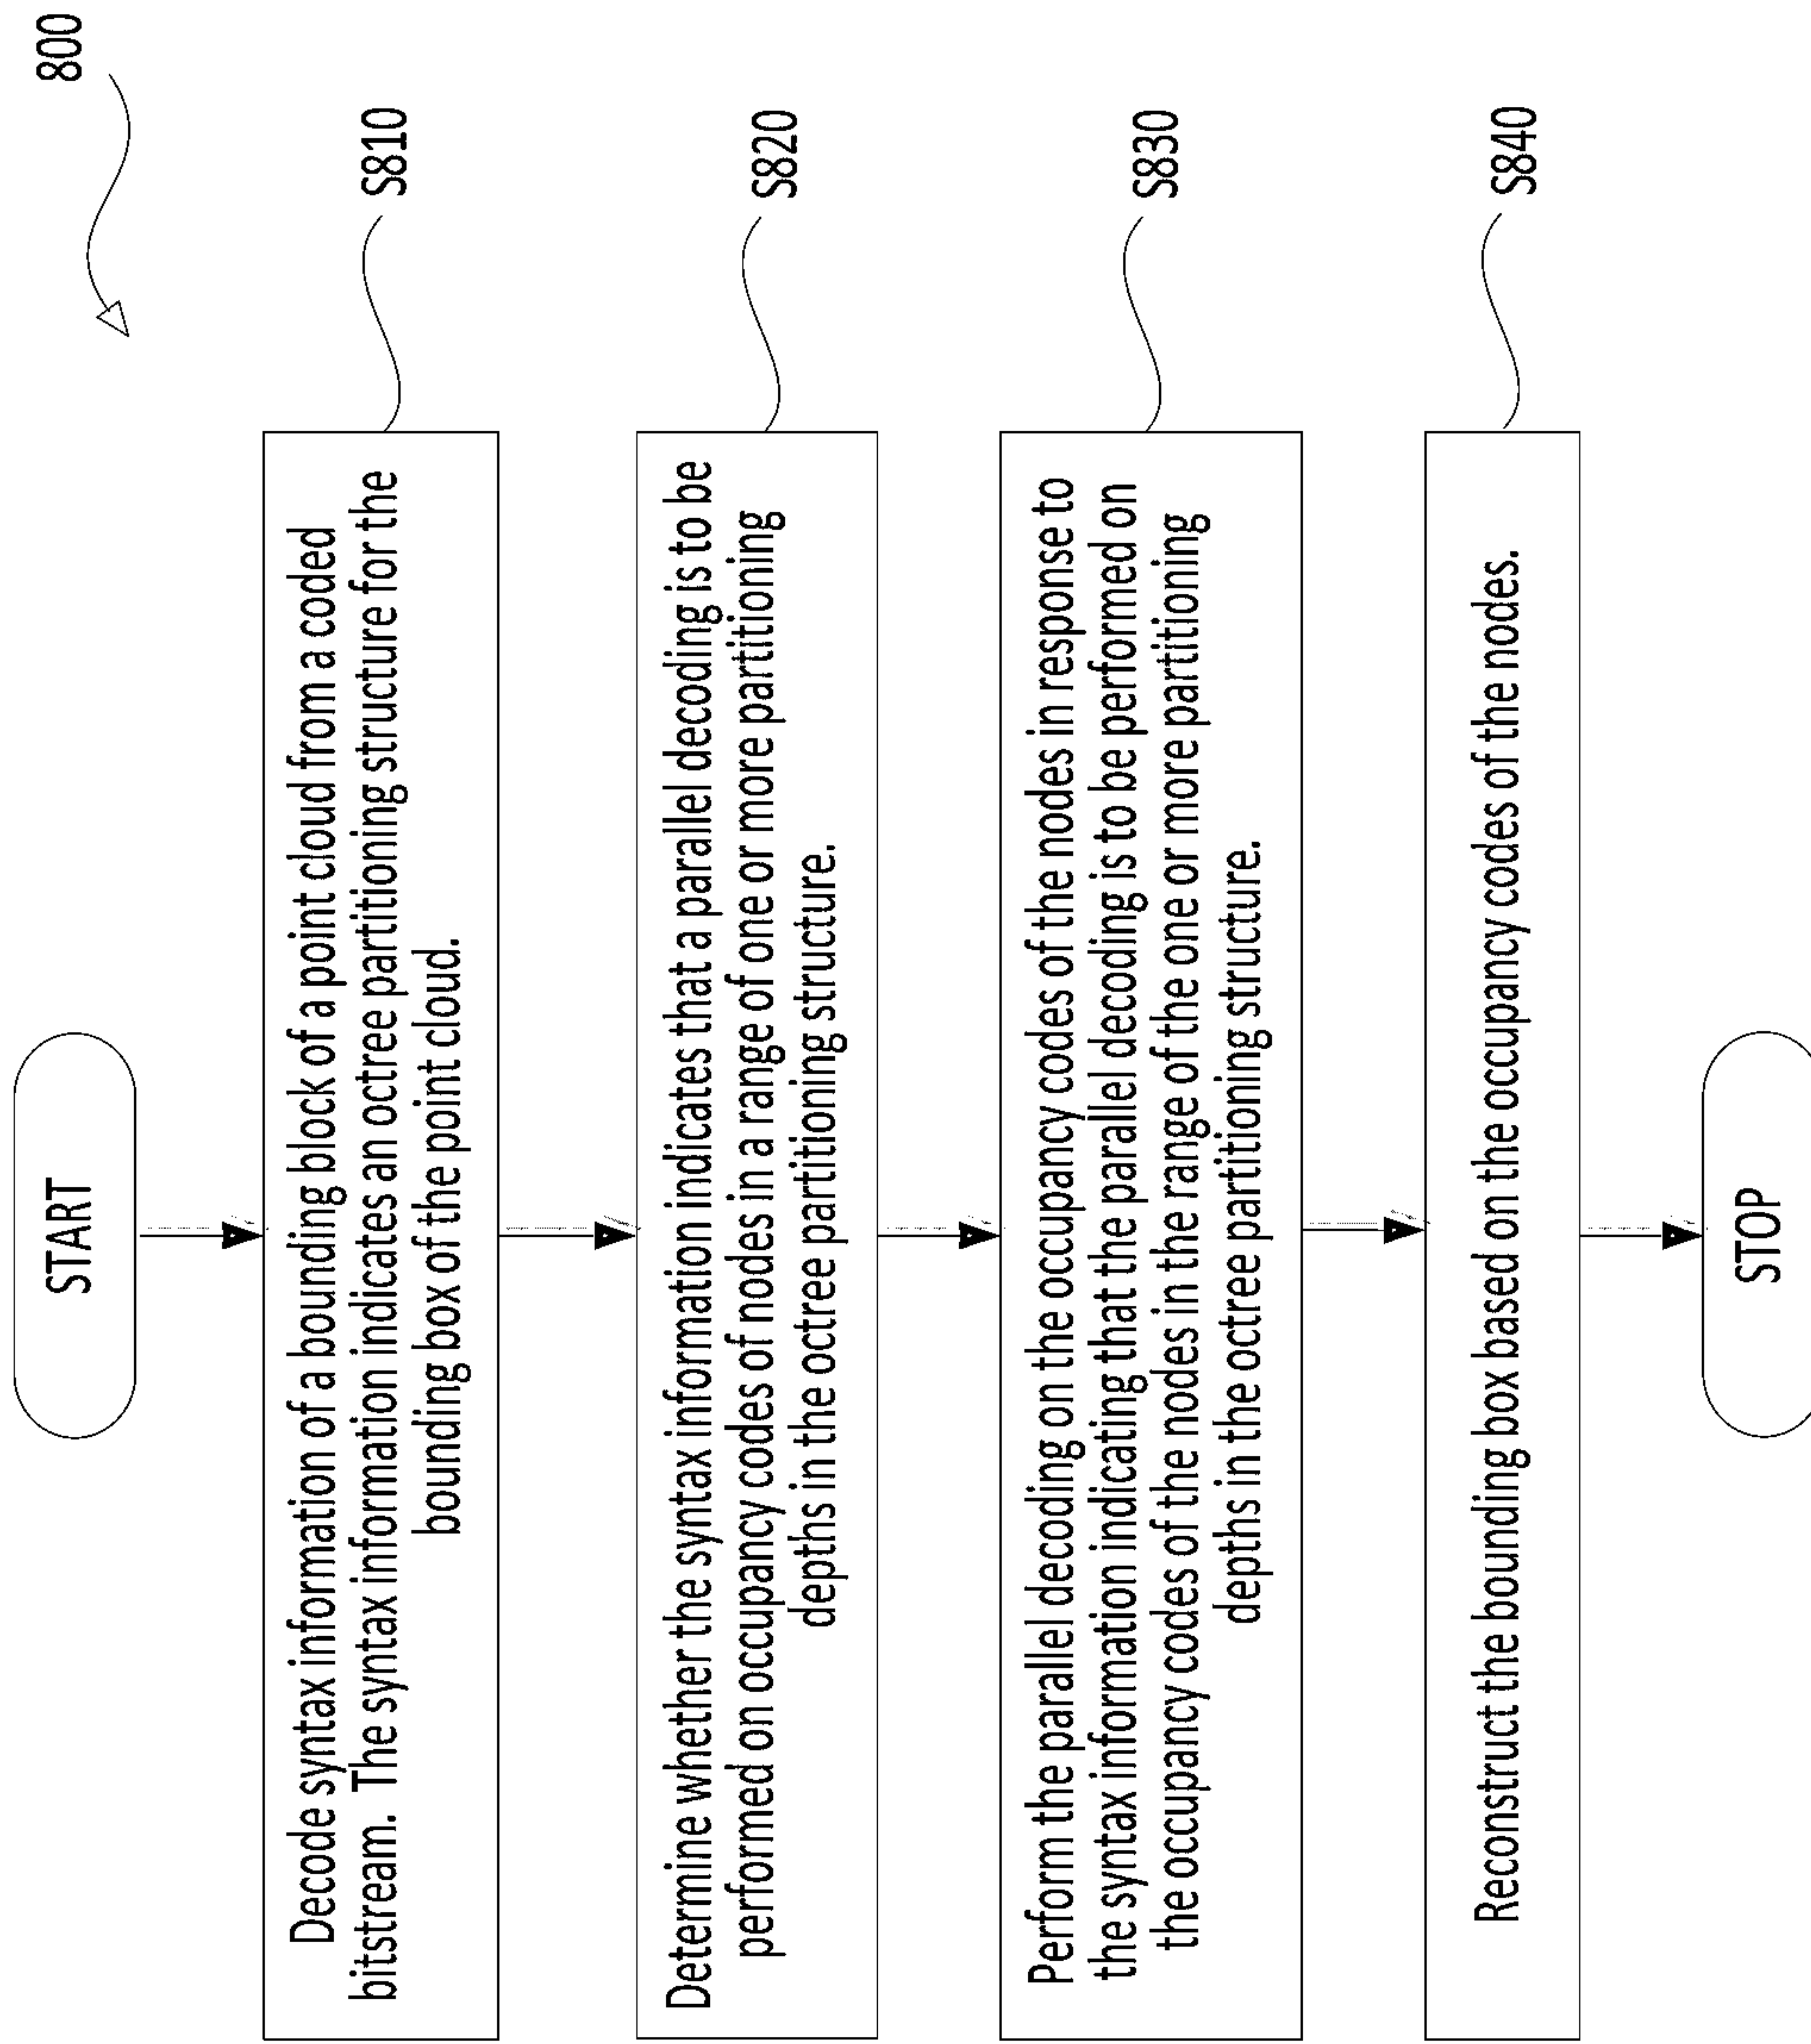 800
START
Decode syntax information of a bounding block of a point cloud from a coded
bitstream. The syntax information indicates an octree partitioning structure for the
bounding box of the point cloud.
S810
Determine whether the syntax information indicates that a parallel decoding is to be
performed on occupancy codes of nodes in a range of one or more partitioning
depths in the octree partitioning structure.
S820
Perform the parallel decoding on the occupancy codes of the nodes in response to
the syntax information indicating that the parallel decoding is to be performed on
the occupancy codes of the nodes in the range of the one or more partitioning
depths in the octree partitioning structure.
S830
Reconstruct the bounding box based on the occupancy codes of the nodes.
S840
STOP